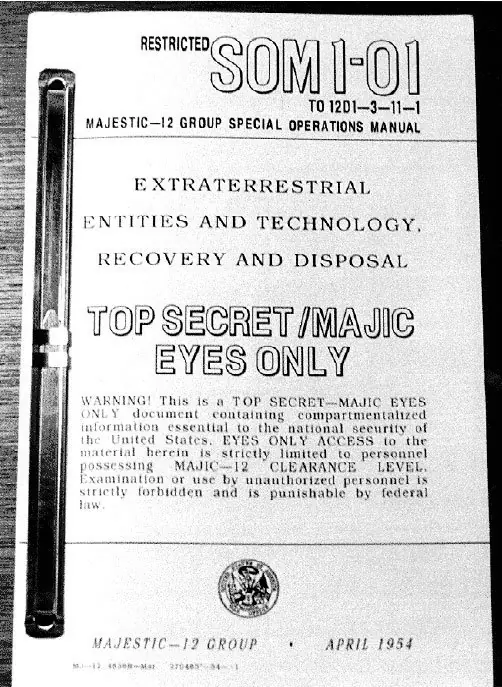 RESTRICTED SOM 1-01
TO 12D1—3—11—1
MAJESTIC—12 GROUP SPECIAL OPERATIONS MANUAL
EXTRATERRESTRIAL
ENTITIES AND TECHNOLOGY,
RECOVERY AND DISPOSAL
TOP SECRET/MAJIC
EYES ONLY
WARNING! This is a TOP SECRET—MAJIC EYES
ONLY document containing compartmentalized
information essential to the national security of
the United States. EYES ONLY ACCESS to the
material herein is strictly limited to personnel
possessing MAJIC—12 CLEARANCE LEVEL.
Examination or use by unauthorized personnel is
strictly forbidden and is punishable by federal
law.
MAJESTIC—12 GROUP • APRIL 1954